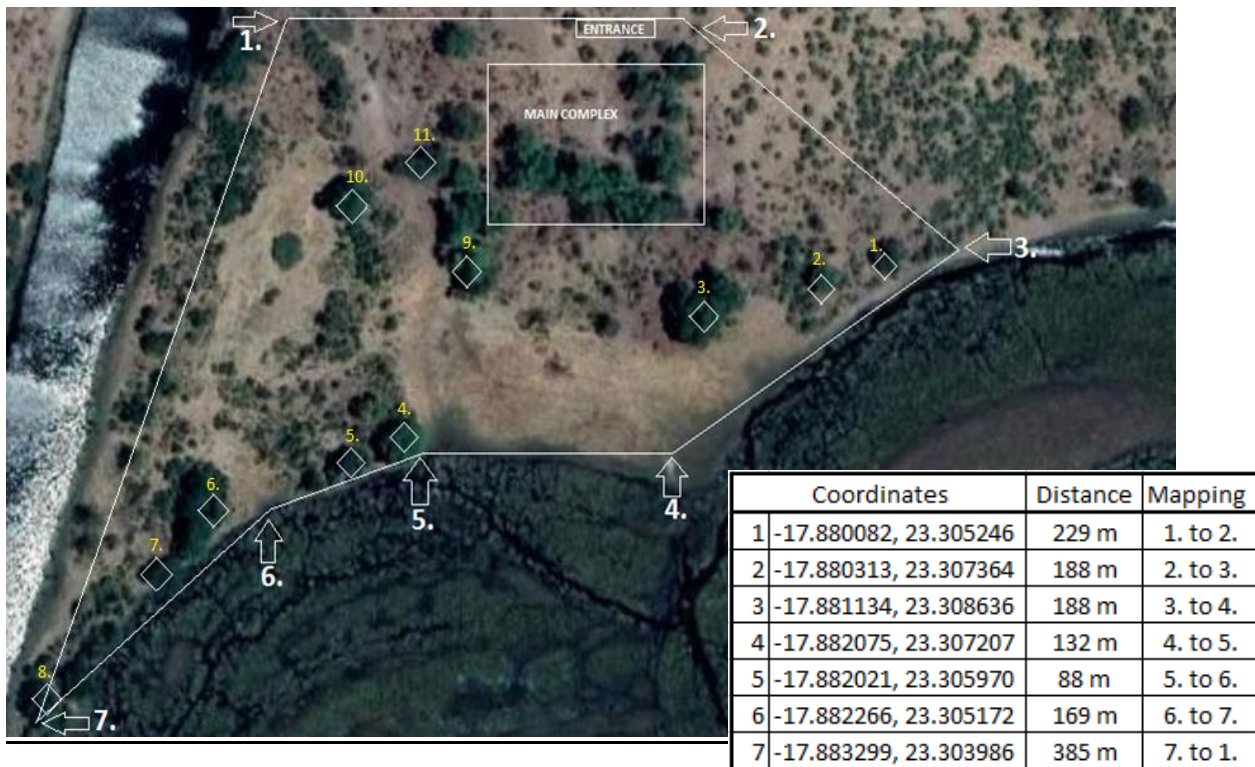 1.
ENTRANCE
2.
MAIN COMPLEX
11.
10.
9.
2.
1.
3.
3.
4.
5.
6.
5.
4.
7.
6.
8.
7.
Coordinates Distance Mapping
1 -17.880082, 23.305246 229 m 1. to 2.
2 -17.880313, 23.307364 188 m 2. to 3.
3 -17.881134, 23.308636 188 m 3. to 4.
4 -17.882075, 23.307207 132 m 4. to 5.
5 -17.882021, 23.305970 88 m 5. to 6.
6 -17.882266, 23.305172 169 m 6. to 7.
7 -17.883299, 23.303986 385 m 7. to 1.